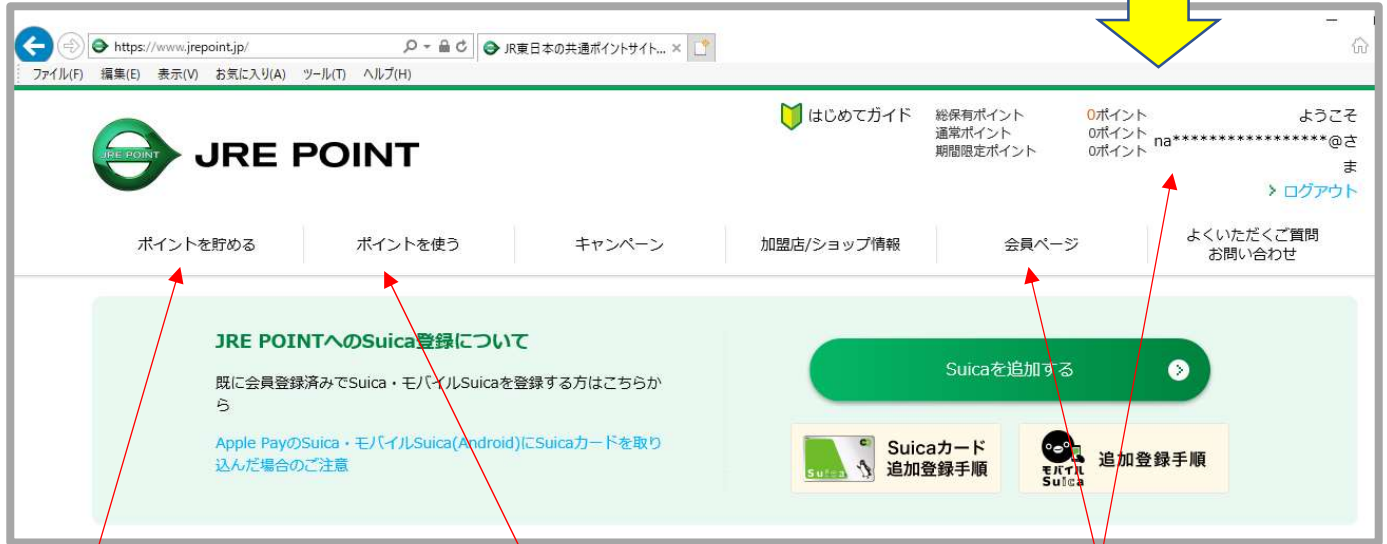 https://www.jrepoint.jp/
JR東日本の共通ポイントサイト...
ファイル(F) 編集(E) 表示(V) お気に入り(A) ツール(T) ヘルプ(H)
JRE POINT
JRE POINT
はじめてガイド
総保有ポイント 0ポイント
通常ポイント 0ポイント
期間限定ポイント 0ポイント
ようこそ
na*****************@さ
ま
ログアウト
ポイントを貯める
ポイントを使う
キャンペーン
加盟店/ショップ情報
会員ページ
よくいただくご質問
お問い合わせ
JRE POINTへのSuica登録について
既に会員登録済みでSuica・モバイルSuicaを登録する方はこちらか
ら
Apple PayのSuica・モバイルSuica(Android)にSuicaカードを取り
込んだ場合のご注意
Suicaを追加する
Suica
Suicaカード
追加登録手順
モバイル
Suica
追加登録手順